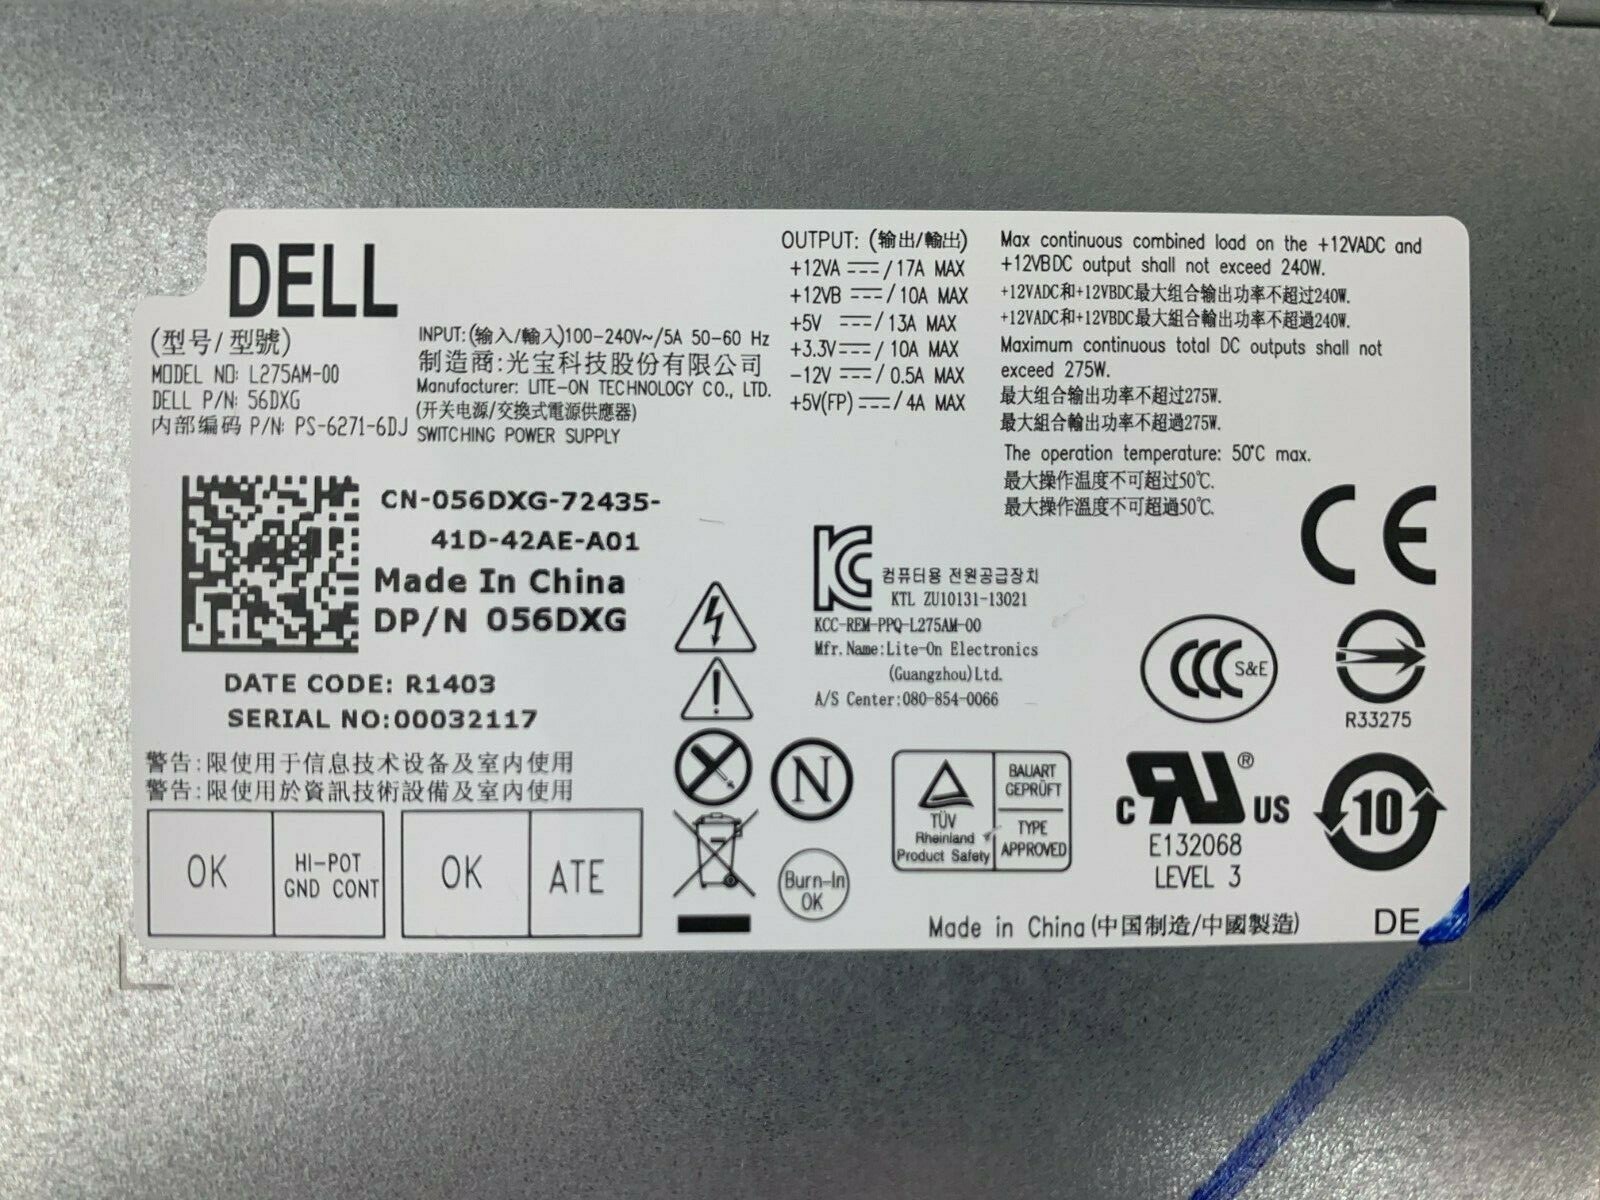 DELL
(型号/型號)
MODEL NO: L275AM-00
DELL P/N: 56DXG
内部编码 P/N: PS-6271-6DJ
INPUT: (输入/輸入)100-240V~/5A 50-60 Hz
制造商:光宝科技股份有限公司
Manufacturer: LITE-ON TECHNOLOGY CO., LTD.
(开关电源/交換式電源供應器)
SWITCHING POWER SUPPLY
OUTPUT: (输出/輸出)
+12VA ⎓/17A MAX
+12VB ⎓/10A MAX
+5V ⎓/13A MAX
+3.3V⎓/ 10A MAX
-12V ⎓/ 0.5A MAX
+5V(FP)⎓/4A MAX
Max continuous combined load on the +12VADC and
+12VBDC output shall not exceed 240W.
+12VADC和+12VBDC最大组合输出功率不超过240W.
+12VADC和+12VBDC最大組合輸出功率不超過240W.
Maximum continuous total DC outputs shall not
exceed 275W.
最大组合输出功率不超过275W.
最大組合輸出功率不超過275W.
The operation temperature: 50°C max.
最大操作温度不可超过50℃.
最大操作溫度不可超過50℃.
CN-056DXG-72435-
41D-42AE-A01
Made In China
DP/N 056DXG
DATE CODE: R1403
SERIAL NO:00032117
警告:限使用于信息技术设备及室内使用
警告:限使用於資訊技術設備及室内使用
OK
HI-POT
GND CONT
OK
ATE
KC
컴퓨터용 전원공급장치
KTL ZU10131-13021
KCC-REM-PPQ-L275AM-00
Mfr.Name:Lite-On Electronics
(Guangzhou)Ltd.
A/S Center:080-854-0066
N
Burn-In
OK
TÜV
Rheinland
Product Safety
BAUART
GEPRÜFT
TYPE
APPROVED
CE
CCC S&E
R33275
c RU ® US
E132068
LEVEL 3
10
Made in China(中国制造/中國製造)
DE